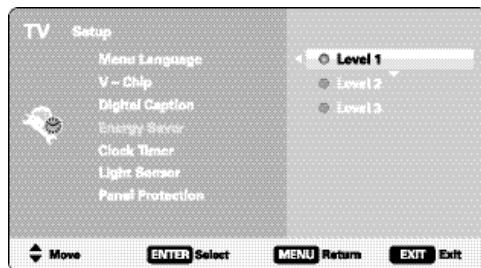 TV Setup
Menu Language
Level 1
V - Chip
Level 2
Digital Caption
Level 3
Energy Saver
Clock Timer
Light Sensor
Panel Protection
Move ENTER Select MENU Return EXIT Exit